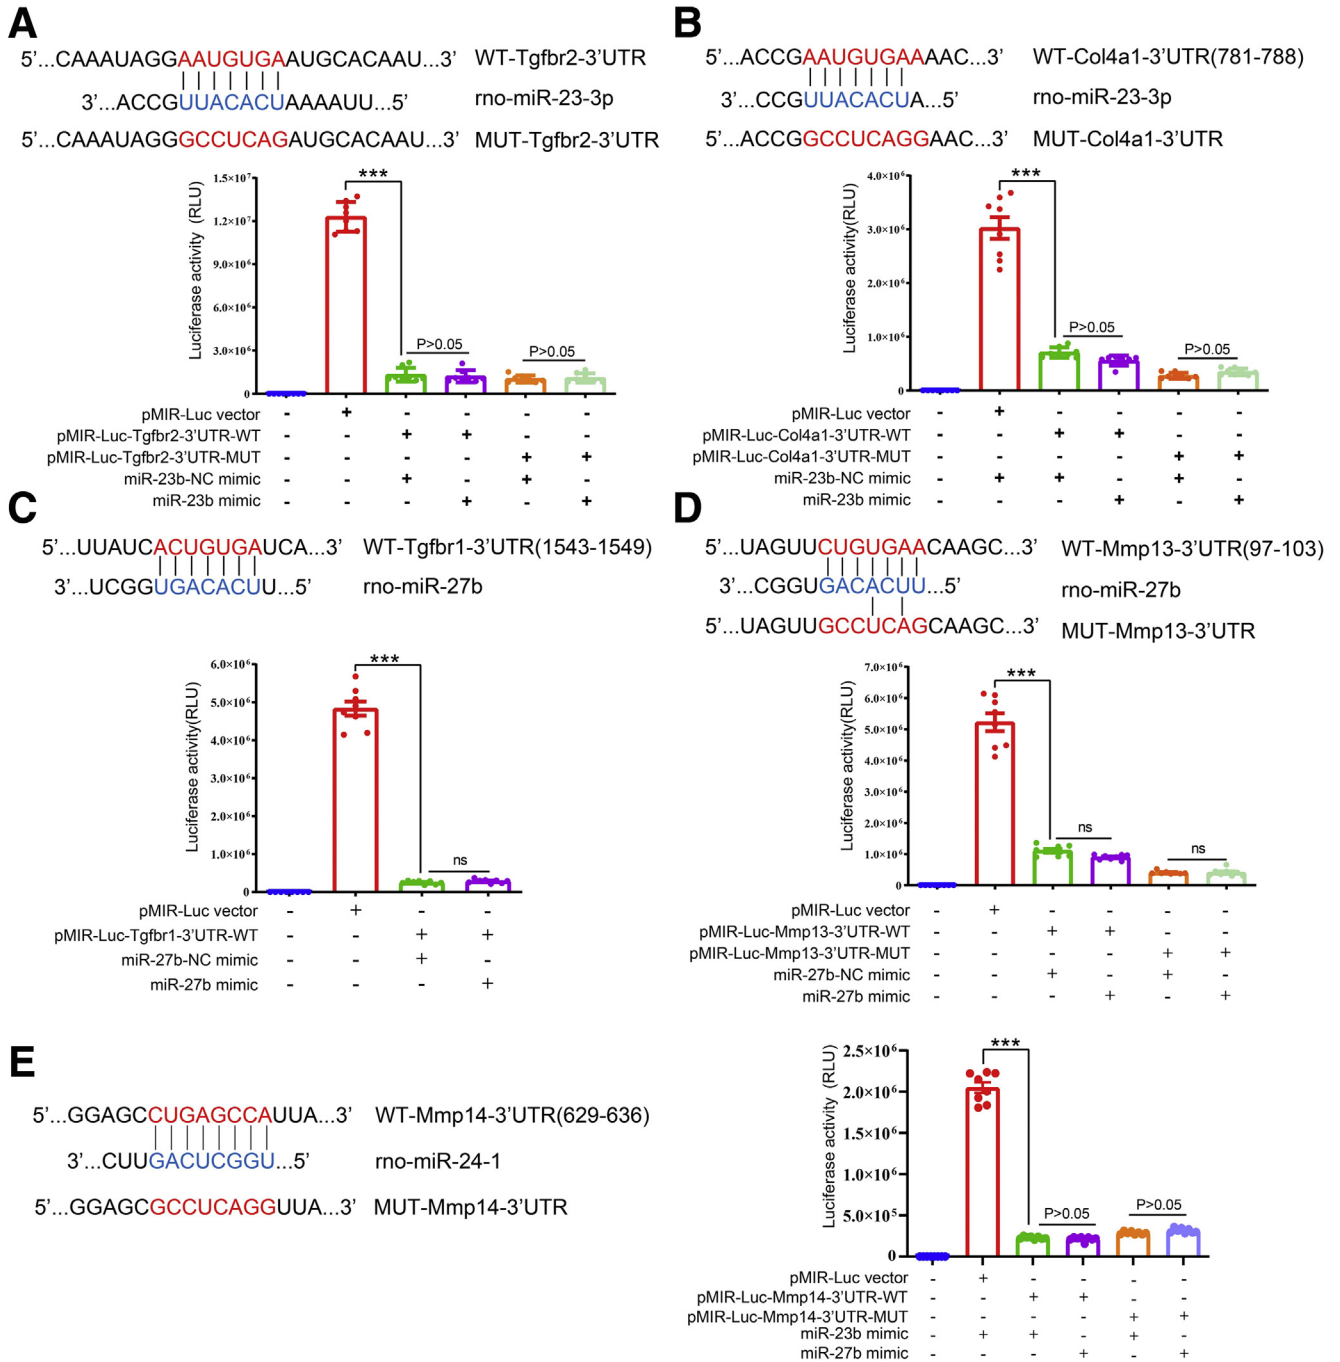 A
5’...CAAAUAGGAAUGUGAAUGCACAAU...3’ WT-Tgfbr2-3’UTR
3’...ACCGUUACACUAAAAUU...5’ rno-miR-23-3p
5’...CAAAUAGGGCCUCAGAUGCACAAU...3’ MUT-Tgfbr2-3’UTR
Luciferase activity (RLU)
1.5×10⁷
1.2×10⁷
9.0×10⁶
6.0×10⁶
3.0×10⁶
0
***
P>0.05
P>0.05
pMIR-Luc vector - + - - - -
pMIR-Luc-Tgfbr2-3’UTR-WT - - + + - -
pMIR-Luc-Tgfbr2-3’UTR-MUT - - - - + +
miR-23b-NC mimic - - + - + -
miR-23b mimic - - - + - +
B
5’...ACCGAAUGUGAAAAC...3’ WT-Col4a1-3’UTR(781-788)
3’...CCGUUACACUA...5’ rno-miR-23-3p
5’...ACCGGCCUCAGGAAC...3’ MUT-Col4a1-3’UTR
Luciferase activity(RLU)
4.0×10⁶
3.0×10⁶
2.0×10⁶
1.0×10⁶
0
***
P>0.05
P>0.05
pMIR-Luc vector - + - - - -
pMIR-Luc-Col4a1-3’UTR-WT - - + + - -
pMIR-Luc-Col4a1-3’UTR-MUT - - - - + +
miR-23b-NC mimic - + + - + -
miR-23b mimic - - - + - +
C
5’...UUAUCACUGUGAUCA...3’ WT-Tgfbr1-3’UTR(1543-1549)
3’...UCGGUGACACUU...5’ rno-miR-27b
Luciferase activity(RLU)
6.0×10⁶
5.0×10⁶
4.0×10⁶
3.0×10⁶
2.0×10⁶
1.0×10⁶
0
***
ns
pMIR-Luc vector - + - -
pMIR-Luc-Tgfbr1-3’UTR-WT - - + +
miR-27b-NC mimic - - + -
miR-27b mimic - - - +
D
5’...UAGUUCUGUGAACAAGC...3’ WT-Mmp13-3’UTR(97-103)
3’...CGGUGACACUU...5’ rno-miR-27b
5’...UAGUUGCCUCAGCAAGC...3’ MUT-Mmp13-3’UTR
Luciferase activity(RLU)
7.0×10⁶
6.0×10⁶
5.0×10⁶
4.0×10⁶
3.0×10⁶
2.0×10⁶
1.0×10⁶
0
***
ns
ns
pMIR-Luc vector - + - - - -
pMIR-Luc-Mmp13-3’UTR-WT - - + + - -
pMIR-Luc-Mmp13-3’UTR-MUT - - - - + +
miR-27b-NC mimic - - + - + -
miR-27b mimic - - - + - +
E
5’...GGAGCCUGAGCCAUUA...3’ WT-Mmp14-3’UTR(629-636)
3’...CUUGACUCGGU...5’ rno-miR-24-1
5’...GGAGCGCCUCAGGUUA...3’ MUT-Mmp14-3’UTR
Luciferase activity (RLU)
2.5×10⁶
2.0×10⁶
1.5×10⁶
1.0×10⁶
5.0×10⁵
0
***
P>0.05
P>0.05
pMIR-Luc vector - + - - - -
pMIR-Luc-Mmp14-3’UTR-WT - - + + - -
pMIR-Luc-Mmp14-3’UTR-MUT - - - - + +
miR-23b mimic - + + - + -
miR-27b mimic - - - + - +